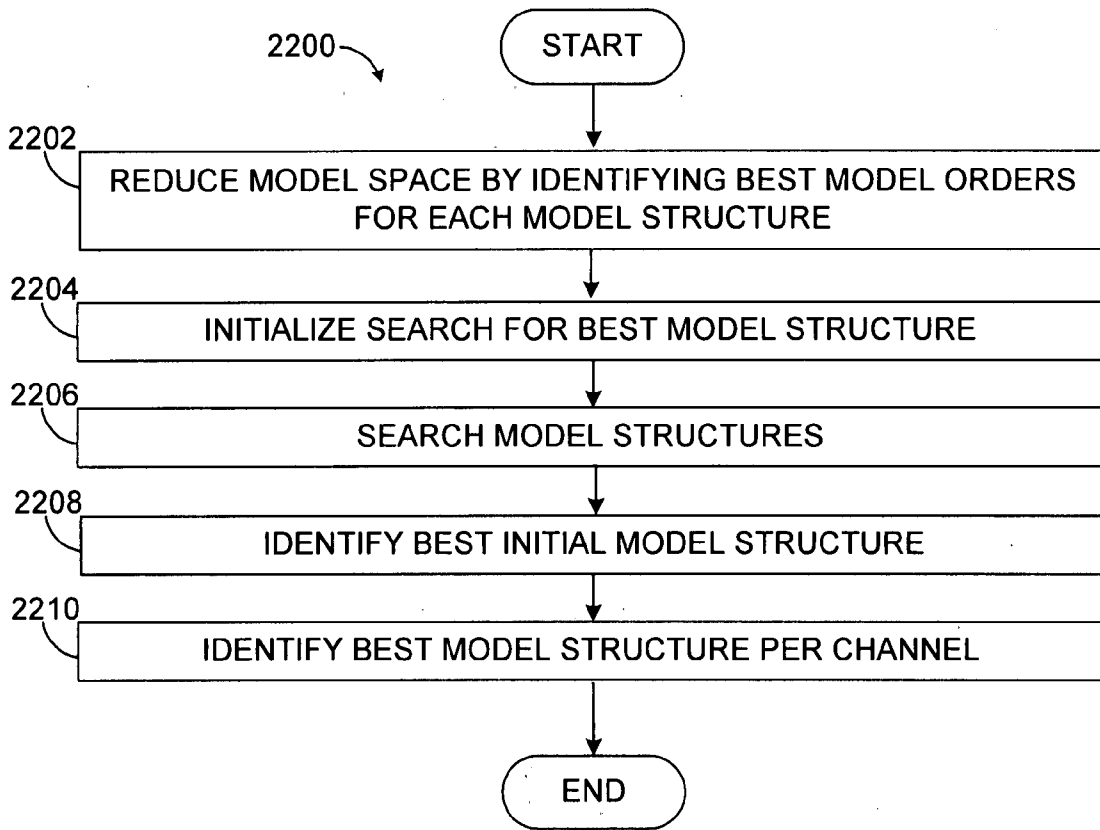 2200
START
2202
REDUCE MODEL SPACE BY IDENTIFYING BEST MODEL ORDERS
FOR EACH MODEL STRUCTURE
2204
INITIALIZE SEARCH FOR BEST MODEL STRUCTURE
2206
SEARCH MODEL STRUCTURES
2208
IDENTIFY BEST INITIAL MODEL STRUCTURE
2210
IDENTIFY BEST MODEL STRUCTURE PER CHANNEL
END